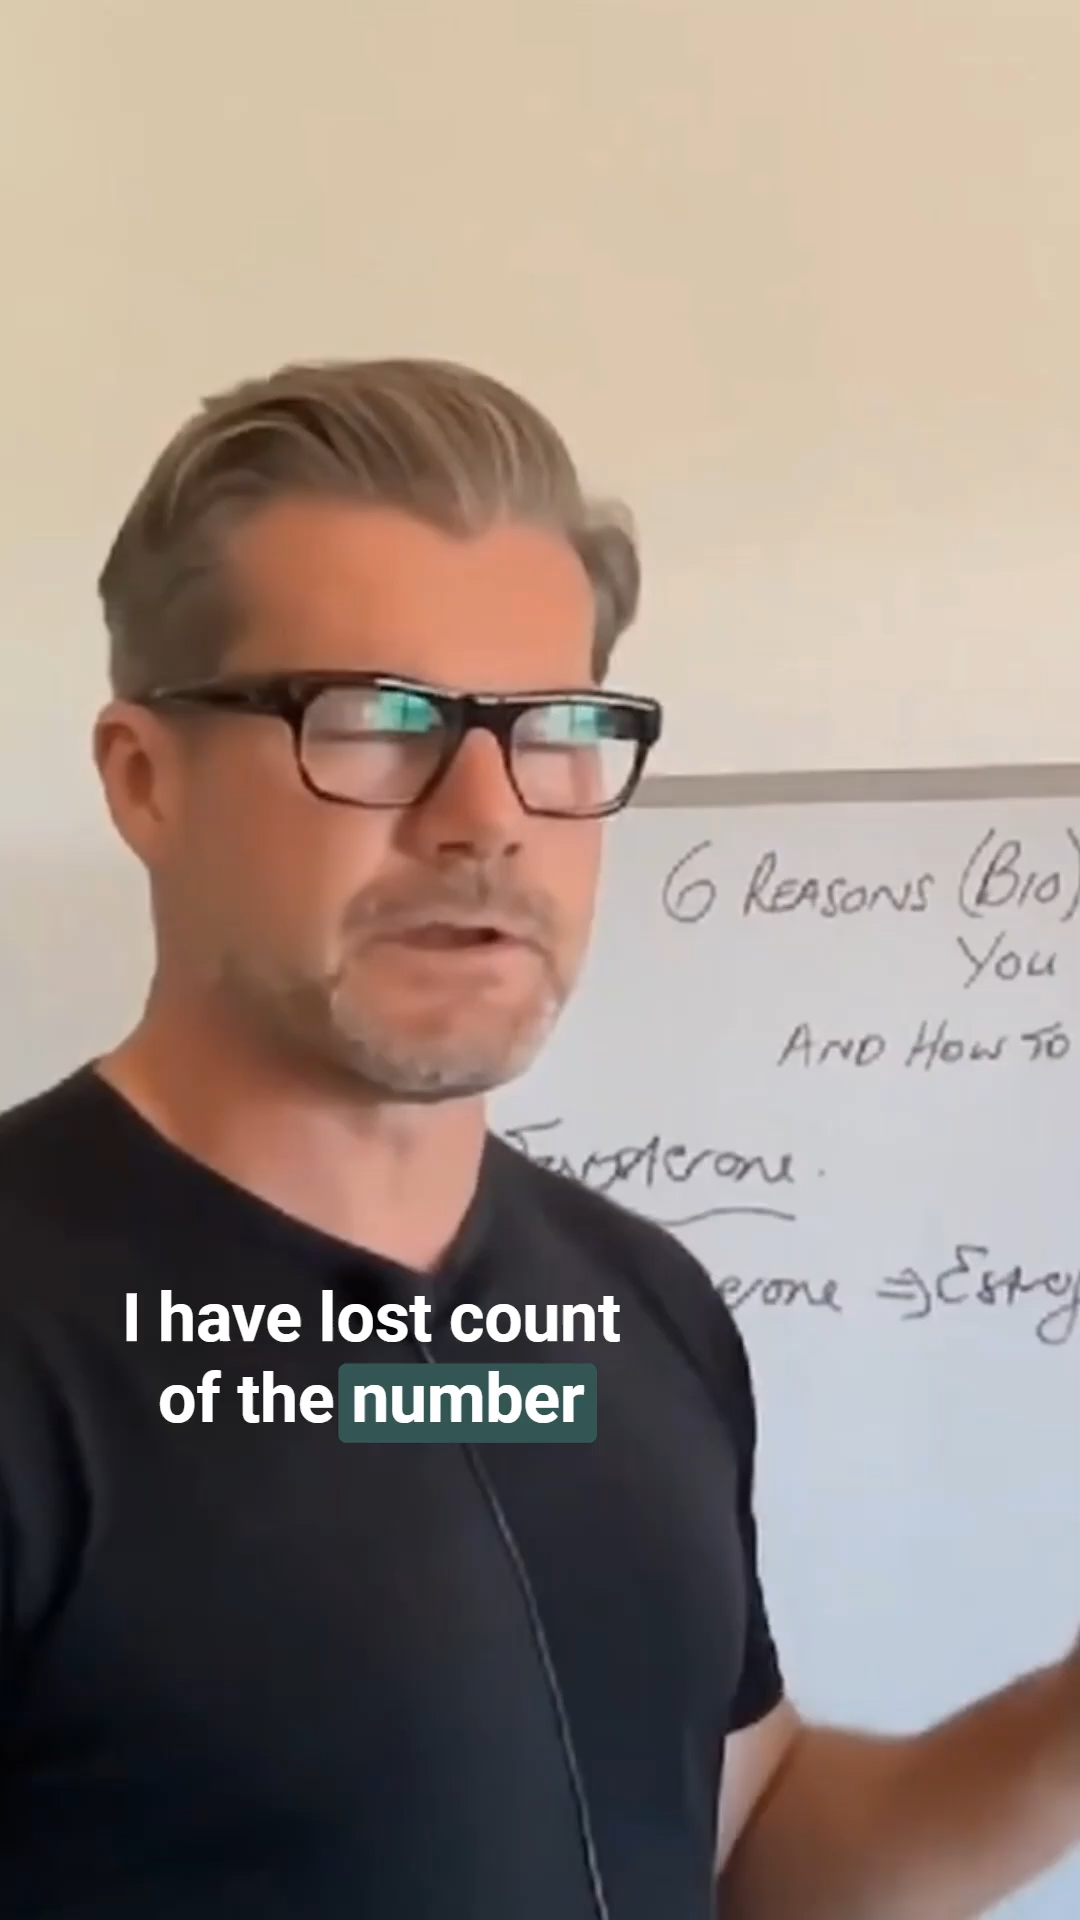 6 REASONS (BIO)
YOU
AND HOW TO
I have lost count
of the number